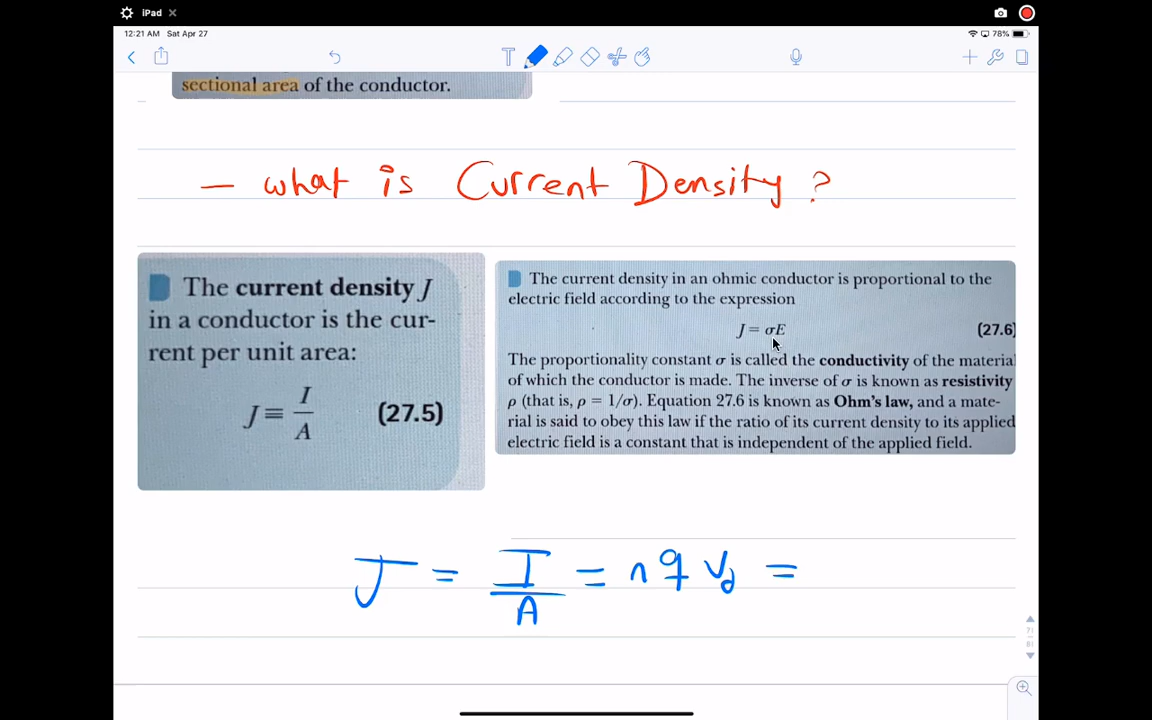 iPad
12:21 AM Sat Apr 27
78%
T
sectional area of the conductor.
— what is Current Density ?
The current density J
in a conductor is the cur-
rent per unit area:
J ≡ I/A (27.5)
The current density in an ohmic conductor is proportional to the
electric field according to the expression
J = σE (27.6)
The proportionality constant σ is called the conductivity of the material
of which the conductor is made. The inverse of σ is known as resistivity
ρ (that is, ρ = 1/σ). Equation 27.6 is known as Ohm's law, and a mate-
rial is said to obey this law if the ratio of its current density to its applied
electric field is a constant that is independent of the applied field.
J = I/A = n q v_d =
71
81